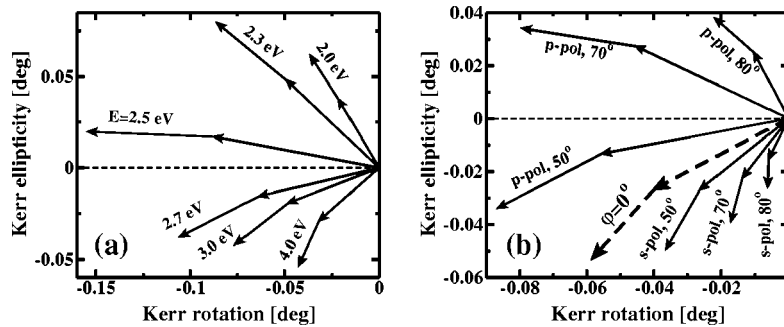 (a)
Kerr ellipticity [deg]
0.05
0
-0.05
2.3 eV
2.0 eV
E=2.5 eV
2.7 eV
3.0 eV
4.0 eV
-0.15
-0.1
-0.05
0
Kerr rotation [deg]
(b)
Kerr ellipticity [deg]
0.04
0.02
0
-0.02
-0.04
-0.06
p-pol, 70°
p-pol, 80°
p-pol, 50°
φ=0°
s-pol, 50°
s-pol, 70°
s-pol, 80°
-0.08
-0.06
-0.04
-0.02
0
Kerr rotation [deg]